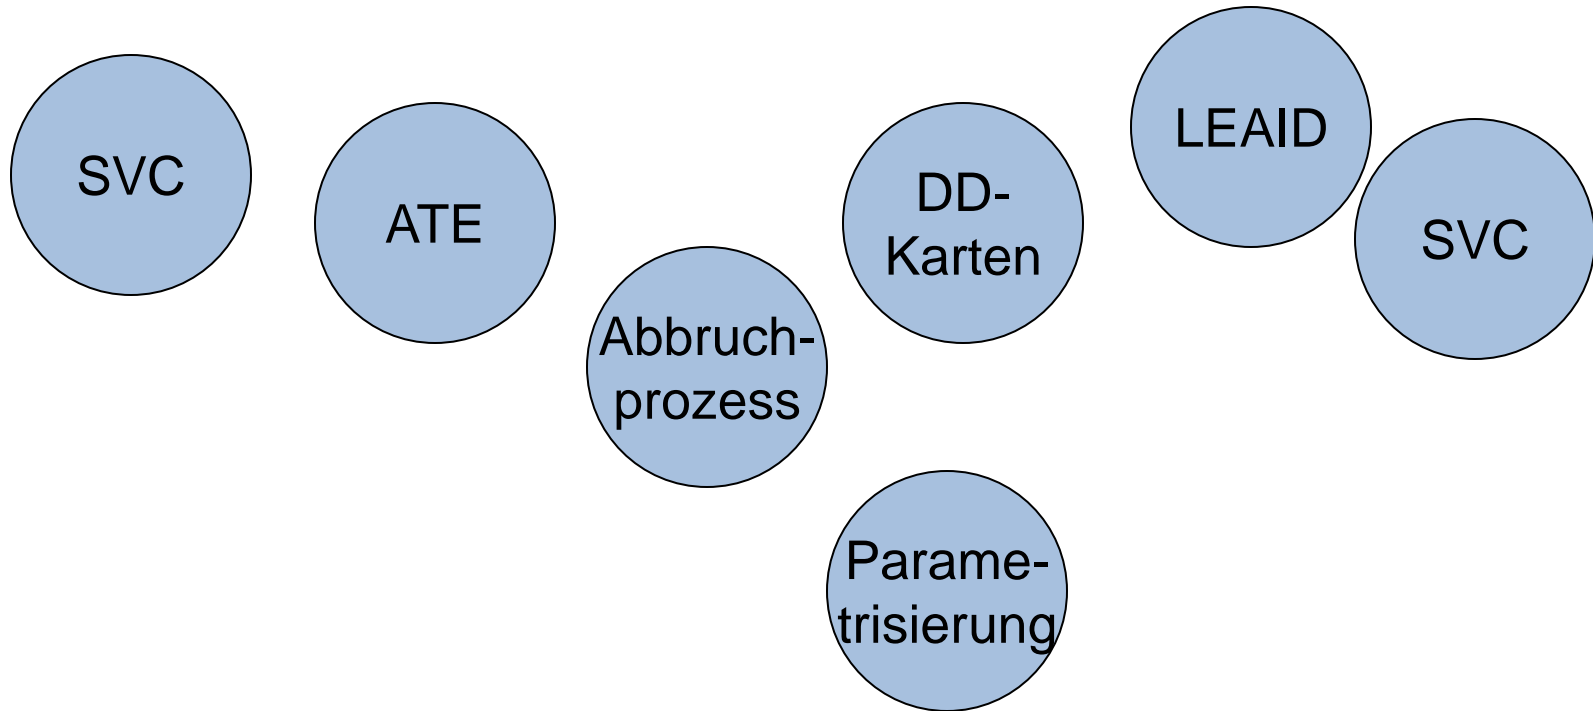 SVC
ATE
Abbruch-
prozess
DD-
Karten
LEAID
SVC
Parame-
trisierung